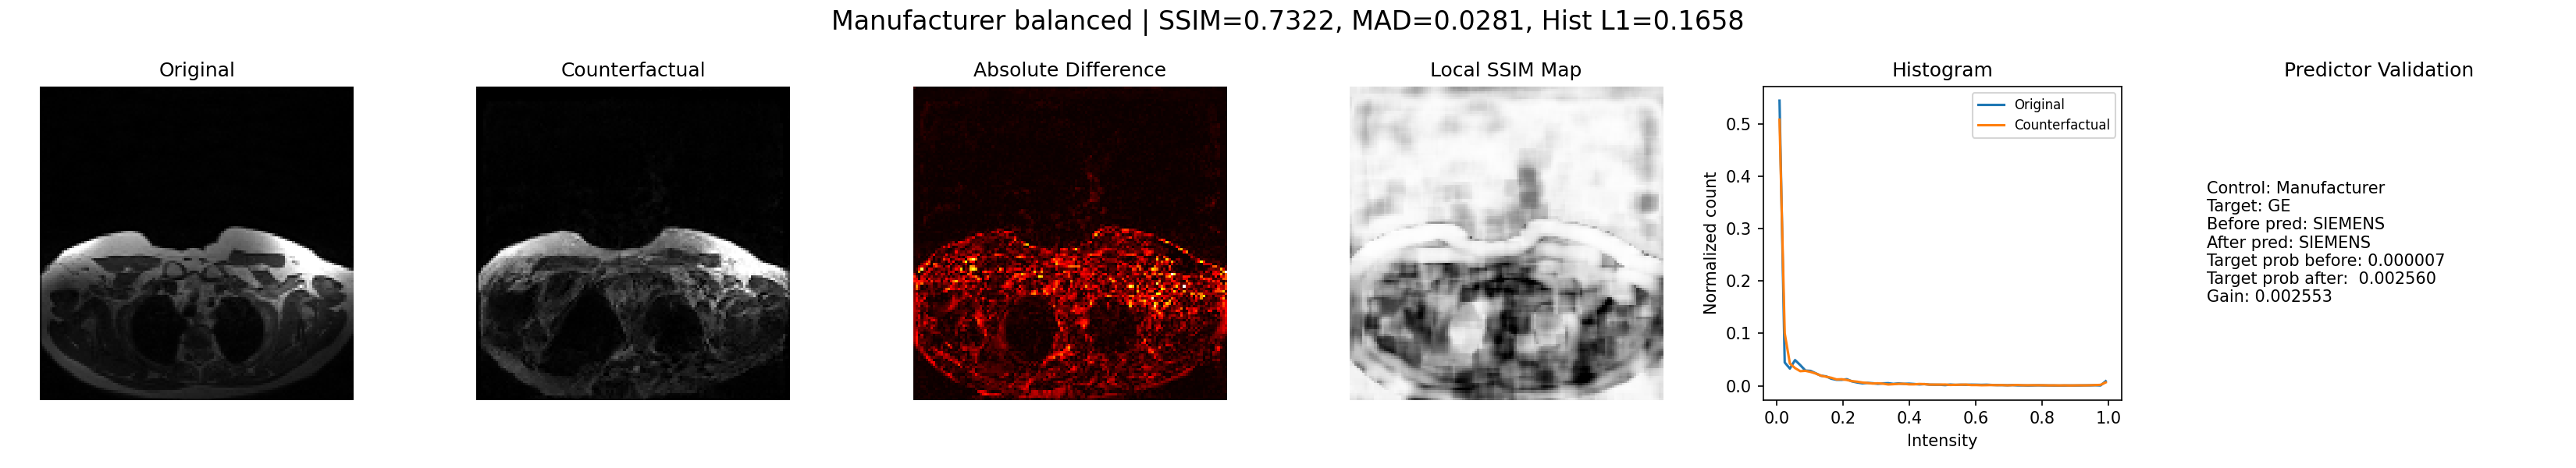 Manufacturer balanced | SSIM=0.7322, MAD=0.0281, Hist L1=0.1658
Original
Counterfactual
Absolute Difference
Local SSIM Map
Histogram
Predictor Validation
Original
Counterfactual
Normalized count
0.5
0.4
0.3
0.2
0.1
0.0
0.0 0.2 0.4 0.6 0.8 1.0
Intensity
Control: Manufacturer
Target: GE
Before pred: SIEMENS
After pred: SIEMENS
Target prob before: 0.000007
Target prob after: 0.002560
Gain: 0.002553